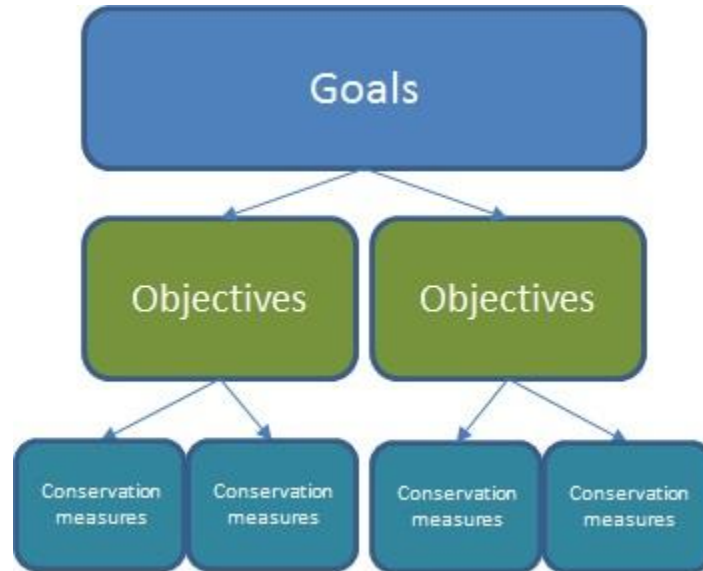 Goals
Objectives
Objectives
Conservation
measures
Conservation
measures
Conservation
measures
Conservation
measures